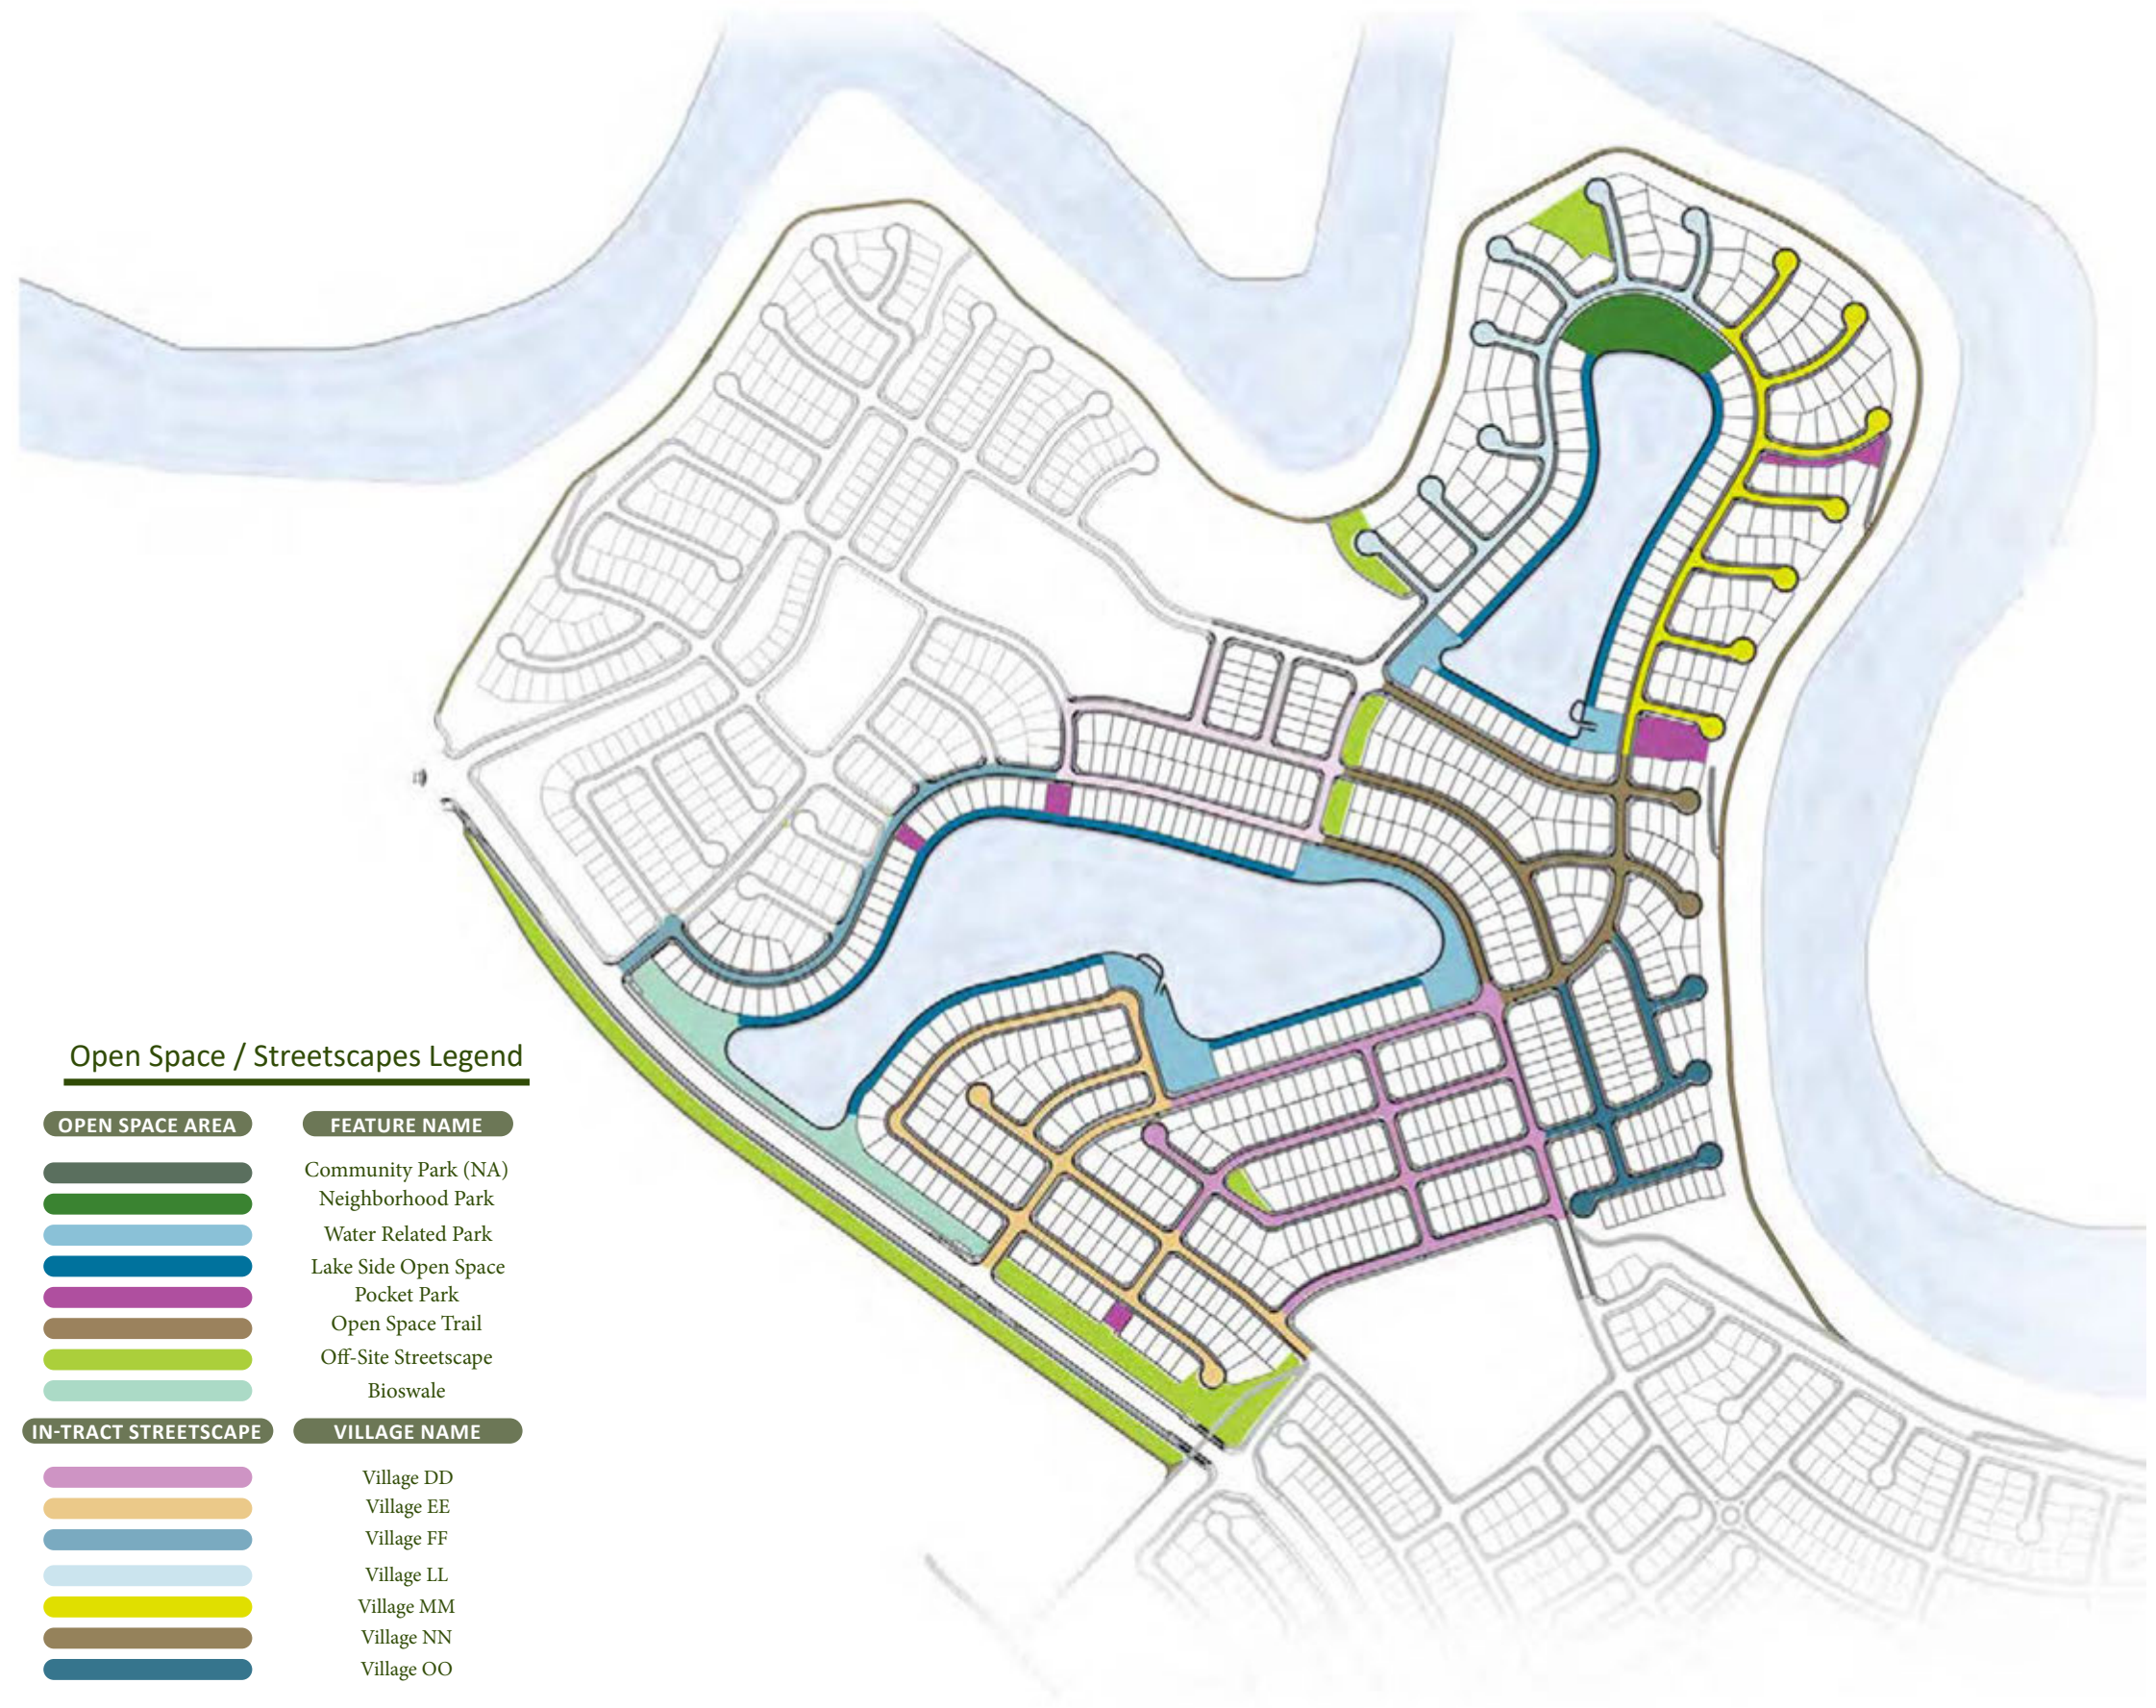 Open Space / Streetscapes Legend
OPEN SPACE AREA FEATURE NAME
Community Park (NA)
Neighborhood Park
Water Related Park
Lake Side Open Space
Pocket Park
Open Space Trail
Off-Site Streetscape
Bioswale
IN-TRACT STREETSCAPE VILLAGE NAME
Village DD
Village EE
Village FF
Village LL
Village MM
Village NN
Village OO